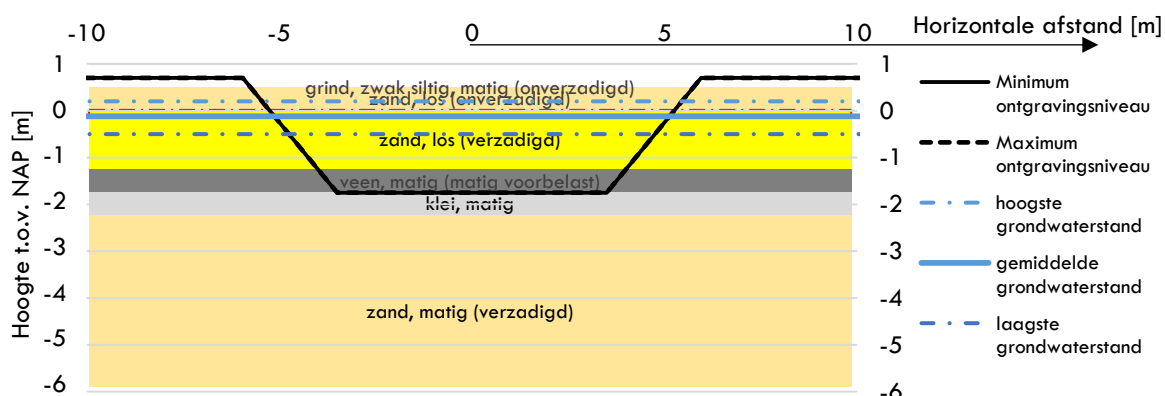 Horizontale afstand [m]
-10 -5 0 5 10
Hoogte t.o.v. NAP [m]
1
0
-1
-2
-3
-4
-5
-6
grind, zwak siltig, matig (onverzadigd)
zand, los (onverzadigd)
zand, los (verzadigd)
veen, matig (matig voorbelast)
klei, matig
zand, matig (verzadigd)
1
0
-1
-2
-3
-4
-5
-6
Minimum
ontgravingsniveau
Maximum
ontgravingsniveau
hoogste
grondwaterstand
gemiddelde
grondwaterstand
laagste
grondwaterstand